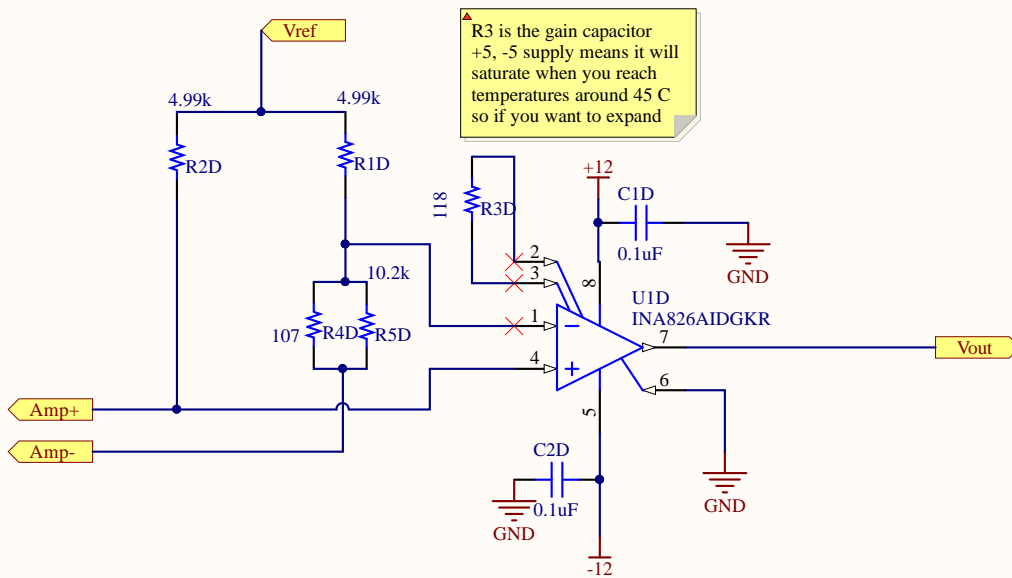 Vref
R3 is the gain capacitor
+5, -5 supply means it will
saturate when you reach
temperatures around 45 C
so if you want to expand
4.99k
4.99k
R2D
R1D
118
R3D
+12
C1D
0.1uF
GND
2
3
8
10.2k
107
R4D
R5D
1
4
U1D
INA826AIDGKR
7
Vout
6
5
Amp+
Amp-
C2D
0.1uF
GND
GND
-12